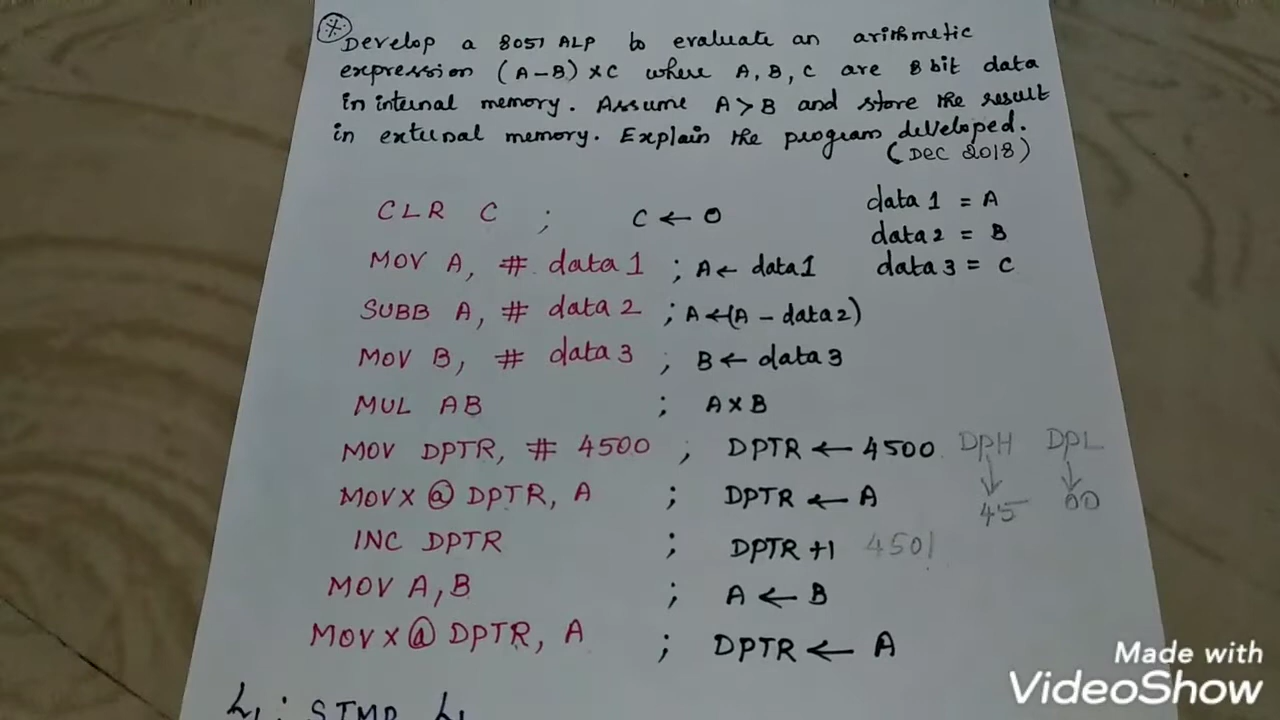 * Develop a 8051 ALP to evaluate an arithmetic
expression (A-B) x C where A, B, C are 8 bit data
in internal memory. Assume A > B and store the result
in external memory. Explain the program developed.
(DEC 2018)
data 1 = A
data 2 = B
data 3 = C
CLR C ; C ← 0
MOV A, # data 1 ; A ← data 1
SUBB A, # data 2 ; A ← (A - data 2)
MOV B, # data 3 ; B ← data 3
MUL AB ; A x B
MOV DPTR, # 4500 ; DPTR ← 4500 DPH DPL
↓ ↓
45 00
MOVX @ DPTR, A ; DPTR ← A
INC DPTR ; DPTR +1 4501
MOV A, B ; A ← B
MOVX @ DPTR, A ; DPTR ← A
L1 : SJMP L1
Made with
VideoShow